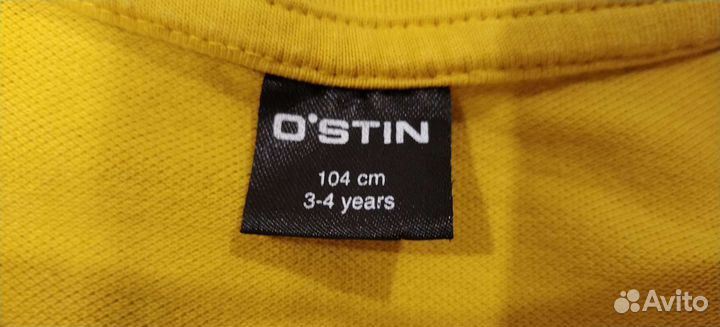 O'STIN
104 cm
3-4 years
Avito